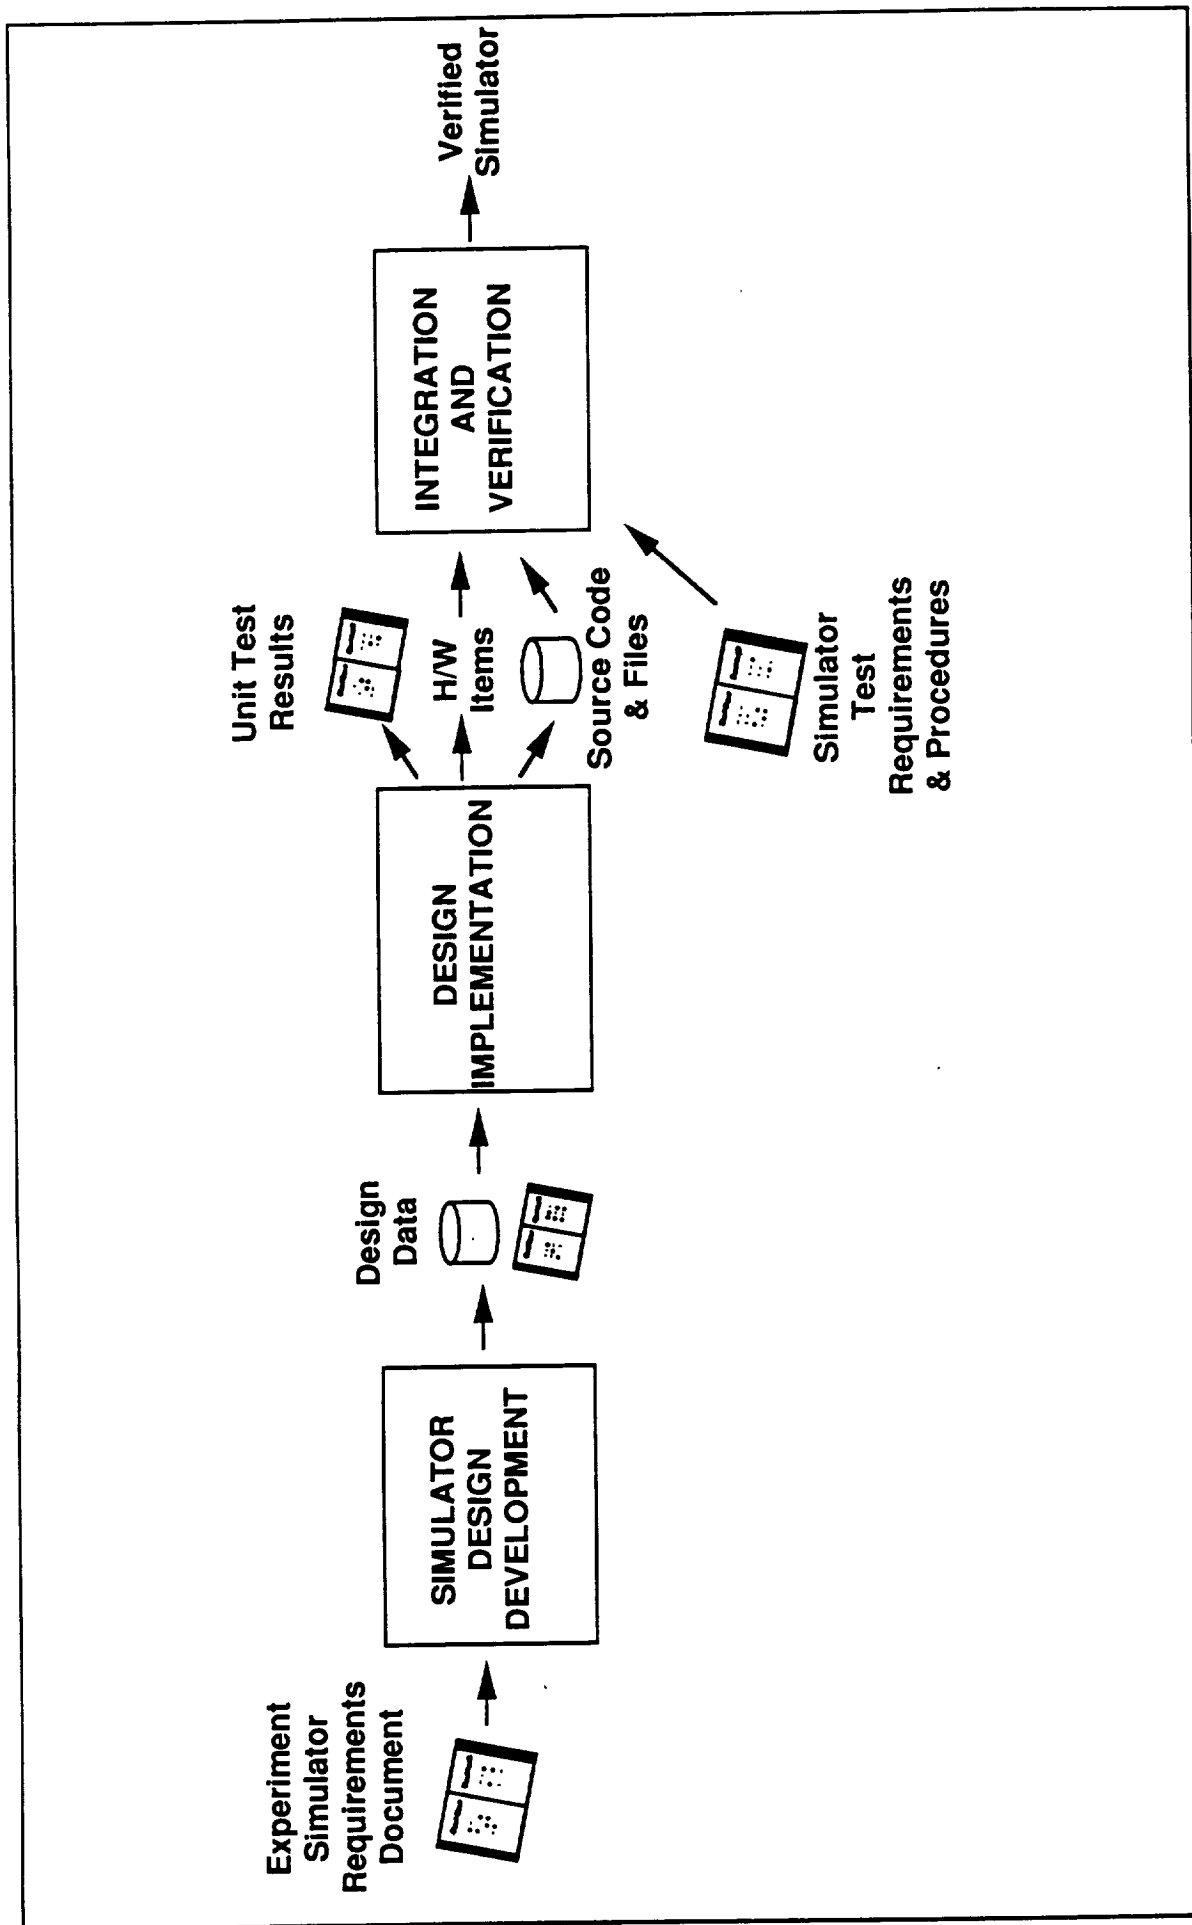 Experiment
Simulator
Requirements
Document
SIMULATOR
DESIGN
DEVELOPMENT
Design
Data
DESIGN
IMPLEMENTATION
Unit Test
Results
H/W
Items
Source Code
& Files
Simulator
Test
Requirements
& Procedures
INTEGRATION
AND
VERIFICATION
Verified
Simulator